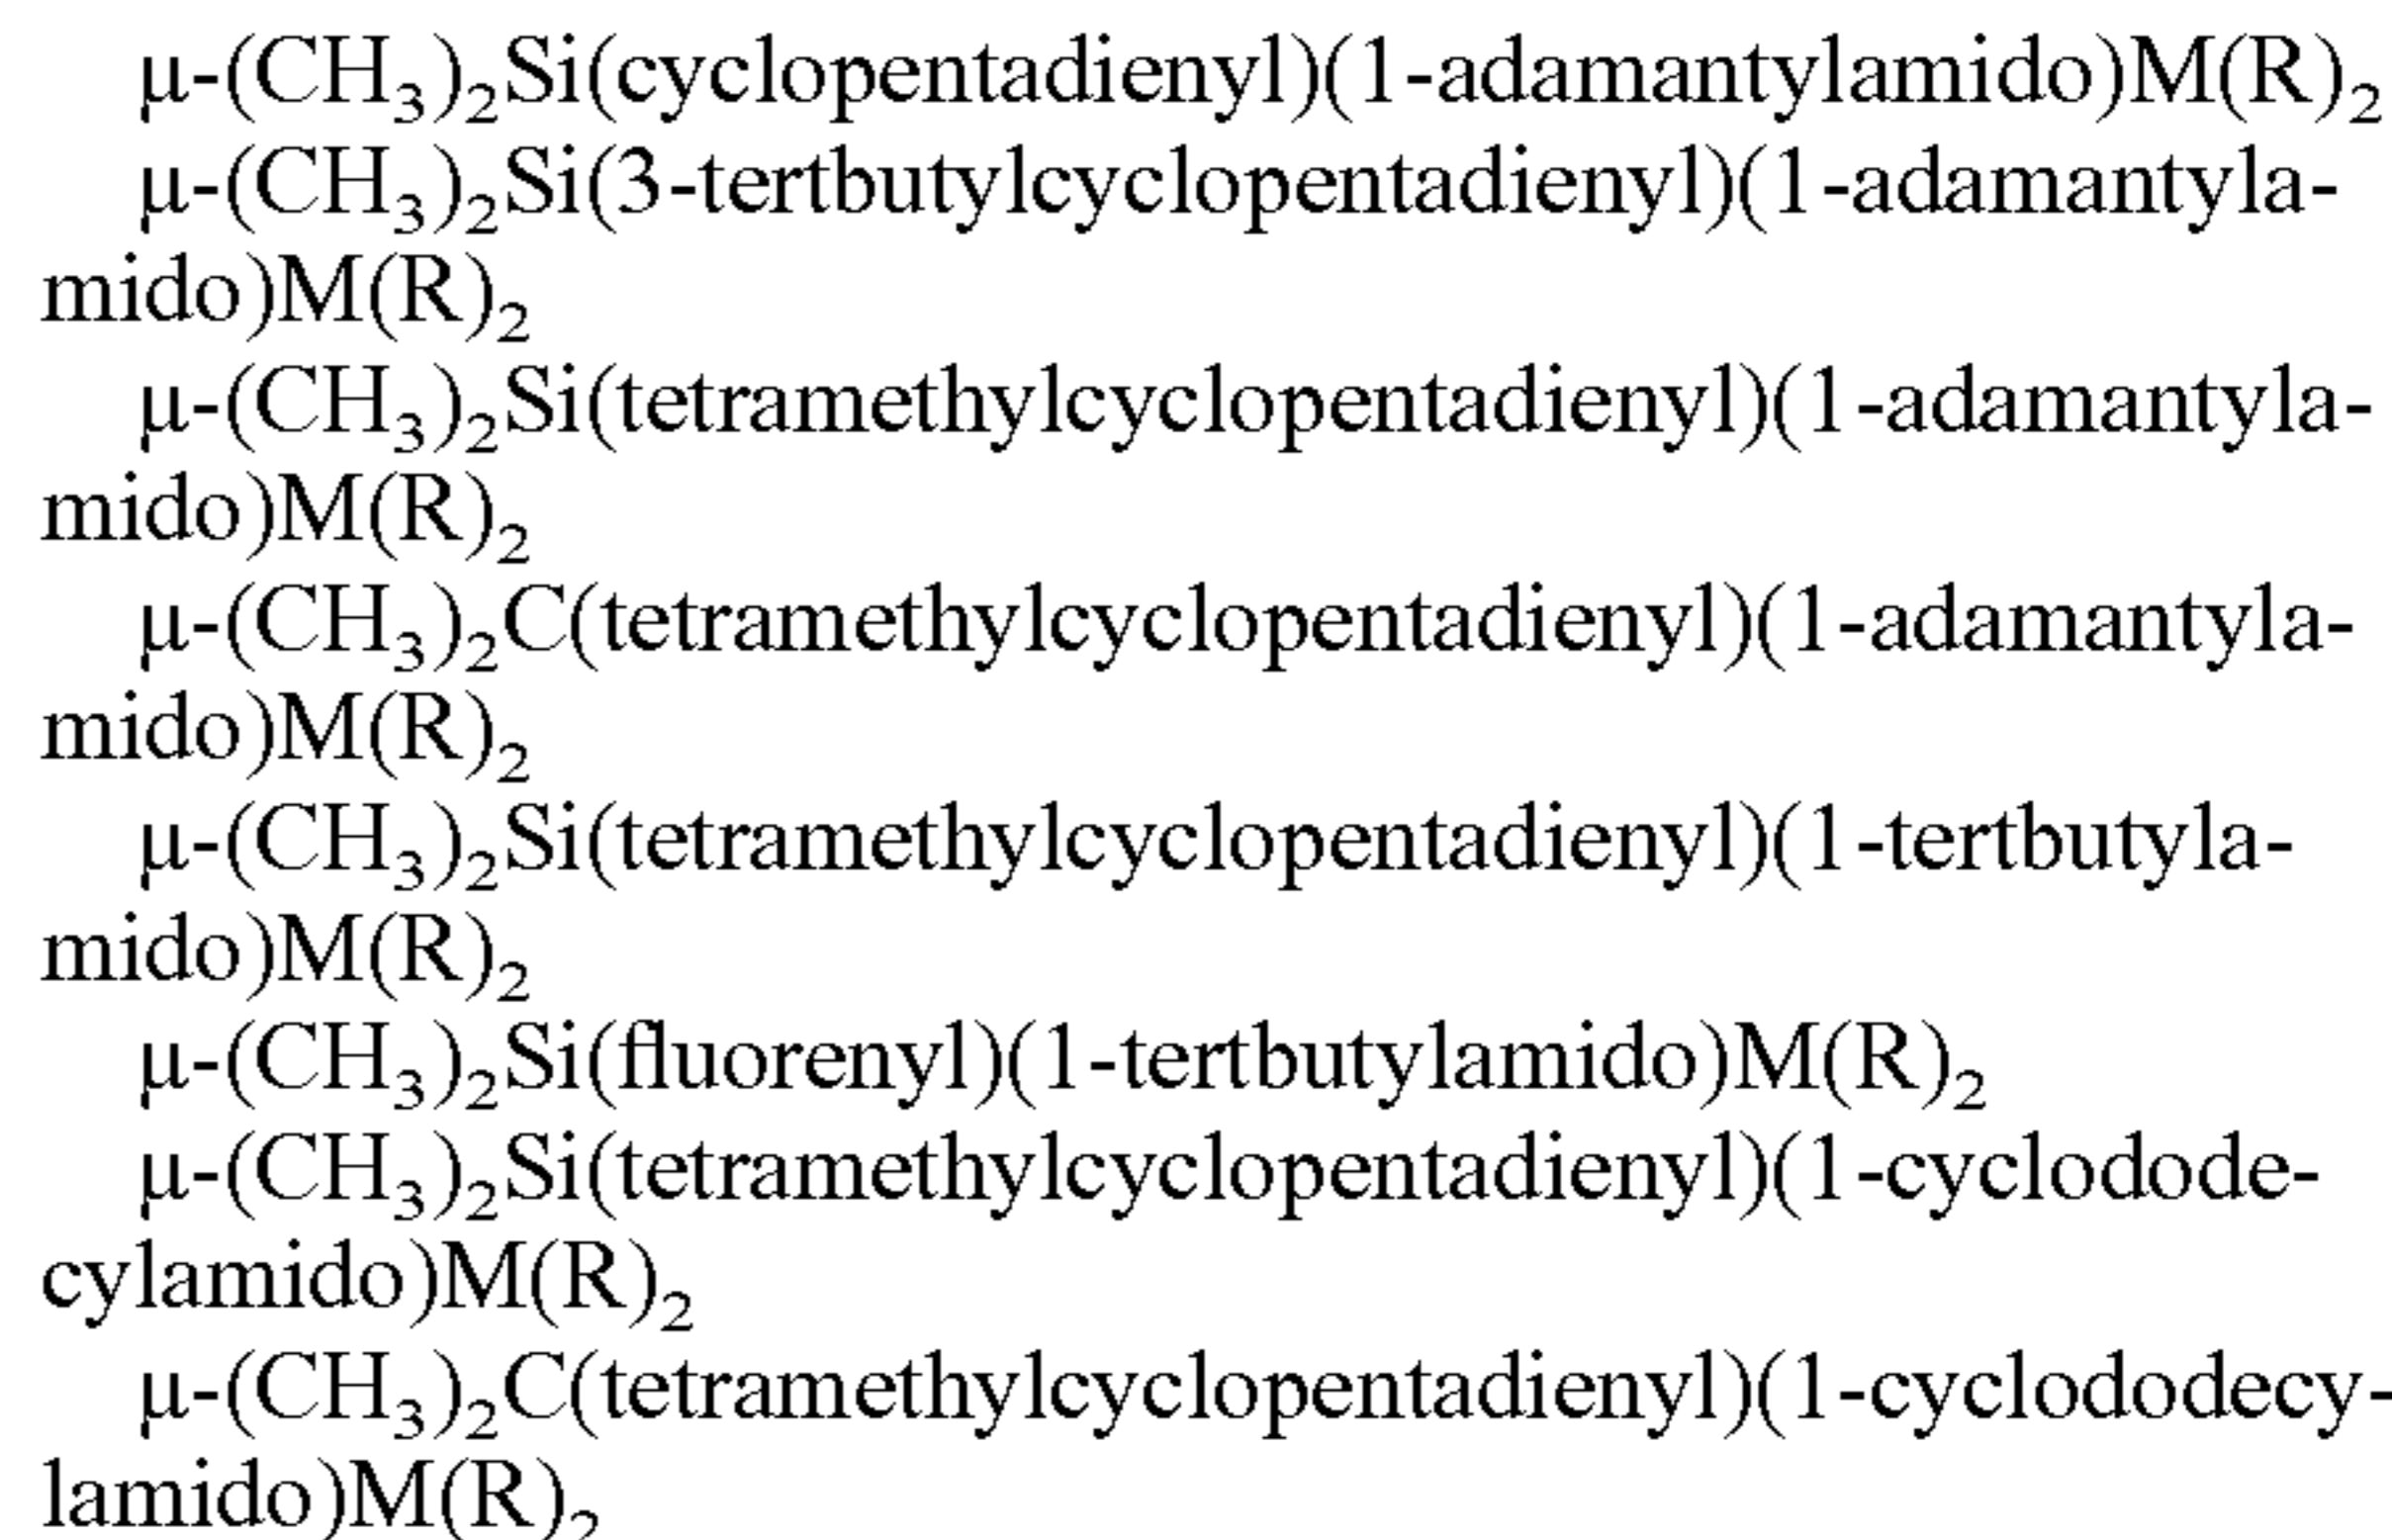 μ-(CH₃)₂Si(cyclopentadienyl)(1-adamantylamido)M(R)₂
μ-(CH₃)₂Si(3-tertbutylcyclopentadienyl)(1-adamantyla-
mido)M(R)₂
μ-(CH₃)₂Si(tetramethylcyclopentadienyl)(1-adamantyla-
mido)M(R)₂
μ-(CH₃)₂C(tetramethylcyclopentadienyl)(1-adamantyla-
mido)M(R)₂
μ-(CH₃)₂Si(tetramethylcyclopentadienyl)(1-tertbutyla-
mido)M(R)₂
μ-(CH₃)₂Si(fluorenyl)(1-tertbutylamido)M(R)₂
μ-(CH₃)₂Si(tetramethylcyclopentadienyl)(1-cyclodode-
cylamido)M(R)₂
μ-(CH₃)₂C(tetramethylcyclopentadienyl)(1-cyclododecy-
lamido)M(R)₂